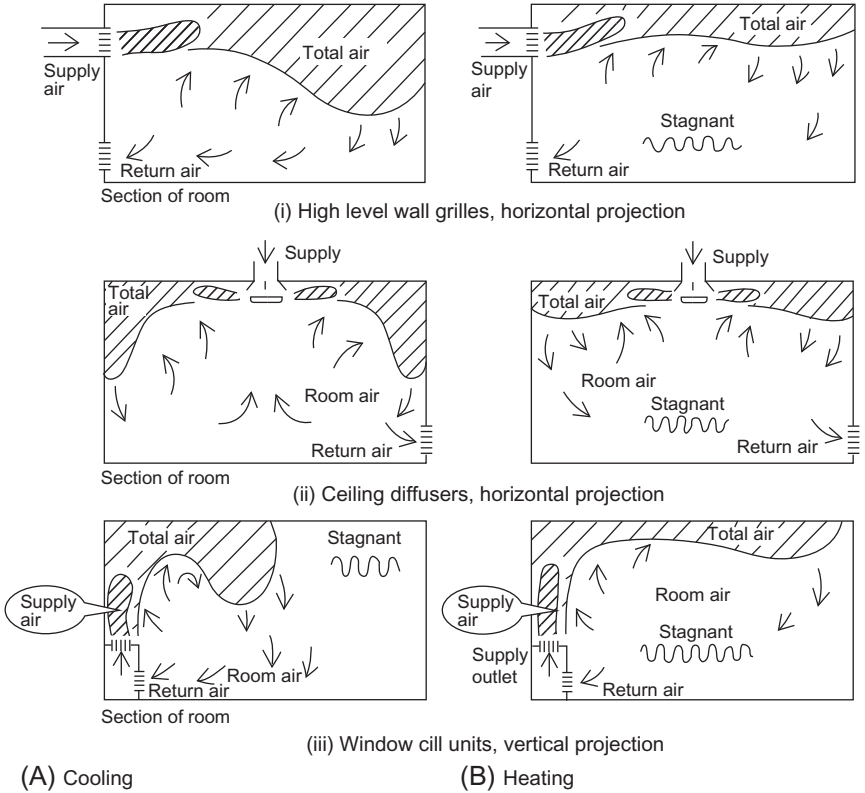 Total air
Supply
air
Return air
Section of room
Total air
Supply
air
Stagnant
Return air
(i) High level wall grilles, horizontal projection
Supply
Total
air
Room air
Return air
Section of room
Supply
Total air
Room air
Stagnant
Return air
(ii) Ceiling diffusers, horizontal projection
Total air
Stagnant
Supply
air
Room air
Return air
Section of room
Total air
Supply
air
Room air
Stagnant
Supply
outlet
Return air
(iii) Window cill units, vertical projection
(A) Cooling
(B) Heating